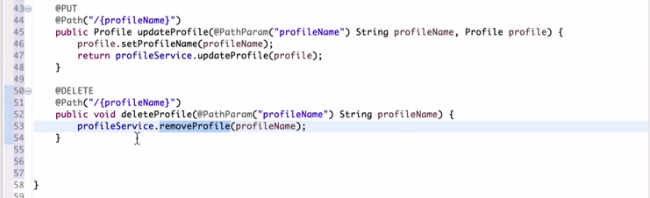 43 @PUT
44 @Path("/{profileName}")
45 public Profile updateProfile(@PathParam("profileName") String profileName, Profile profile) {
46 profile.setProfileName(profileName);
47 return profileService.updateProfile(profile);
48 }
49
50 @DELETE
51 @Path("/{profileName}")
52 public void deleteProfile(@PathParam("profileName") String profileName) {
53 profileService.removeProfile(profileName);
54 }
55
56
57
58 }
59